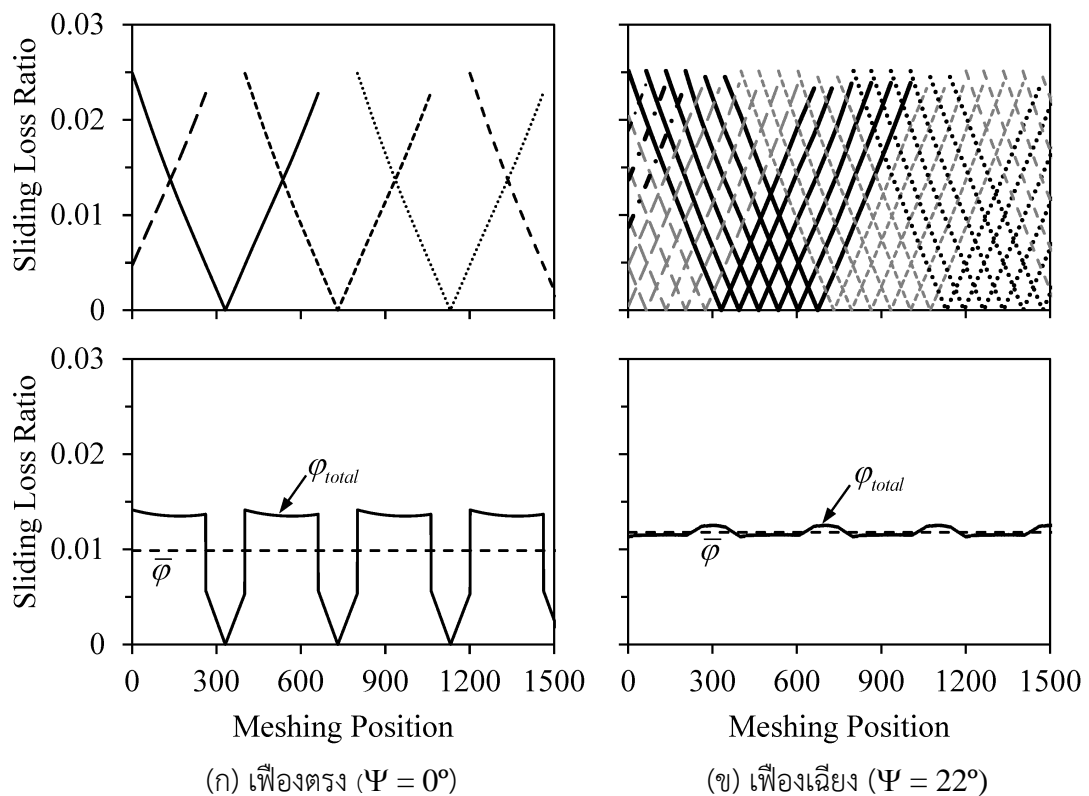 0.03
0.02
0.01
0
Sliding Loss Ratio
0.03
0.02
0.01
0
Sliding Loss Ratio
φtotal
φ̅
φtotal
φ̅
0 300 600 900 1200 1500
0 300 600 900 1200 1500
Meshing Position
Meshing Position
(ก) เฟืองตรง (Ψ = 0º)
(ข) เฟืองเฉียง (Ψ = 22º)